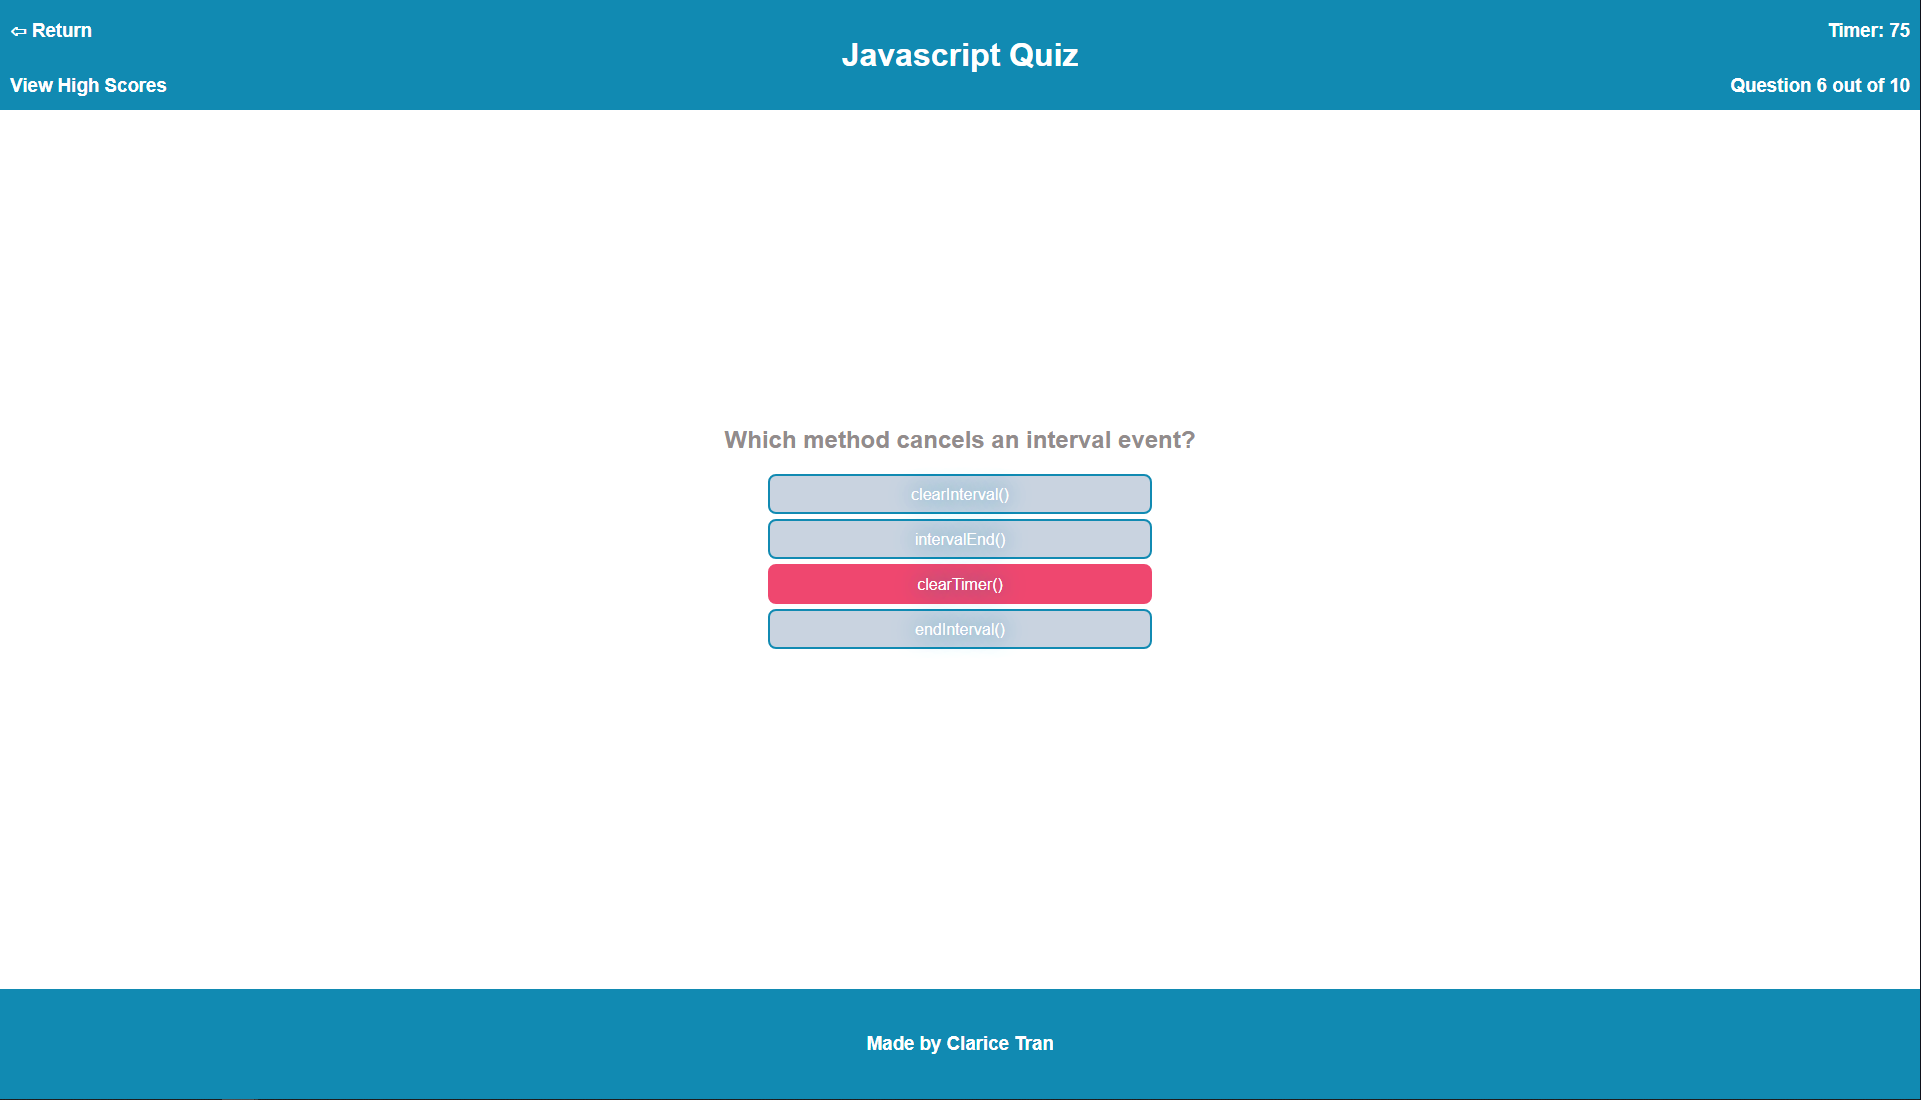 ⇦ Return
View High Scores
Javascript Quiz
Timer: 75
Question 6 out of 10
Which method cancels an interval event?
clearInterval()
intervalEnd()
clearTimer()
endInterval()
Made by Clarice Tran